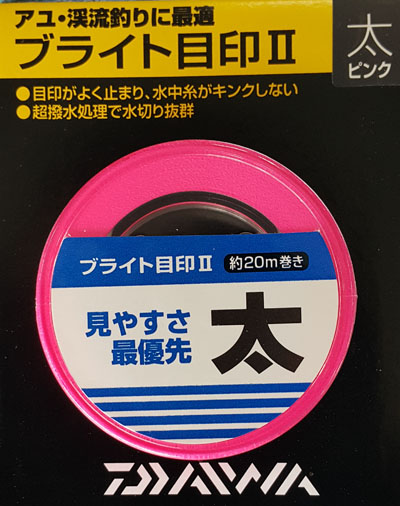 アユ・渓流釣りに最適
ブライト目印II
太
ピンク
●目印がよく止まり、水中糸がキンクしない
●超撥水処理で水切り抜群
ブライト目印II 約20m巻き
見やすさ
最優先
太
DAIWA